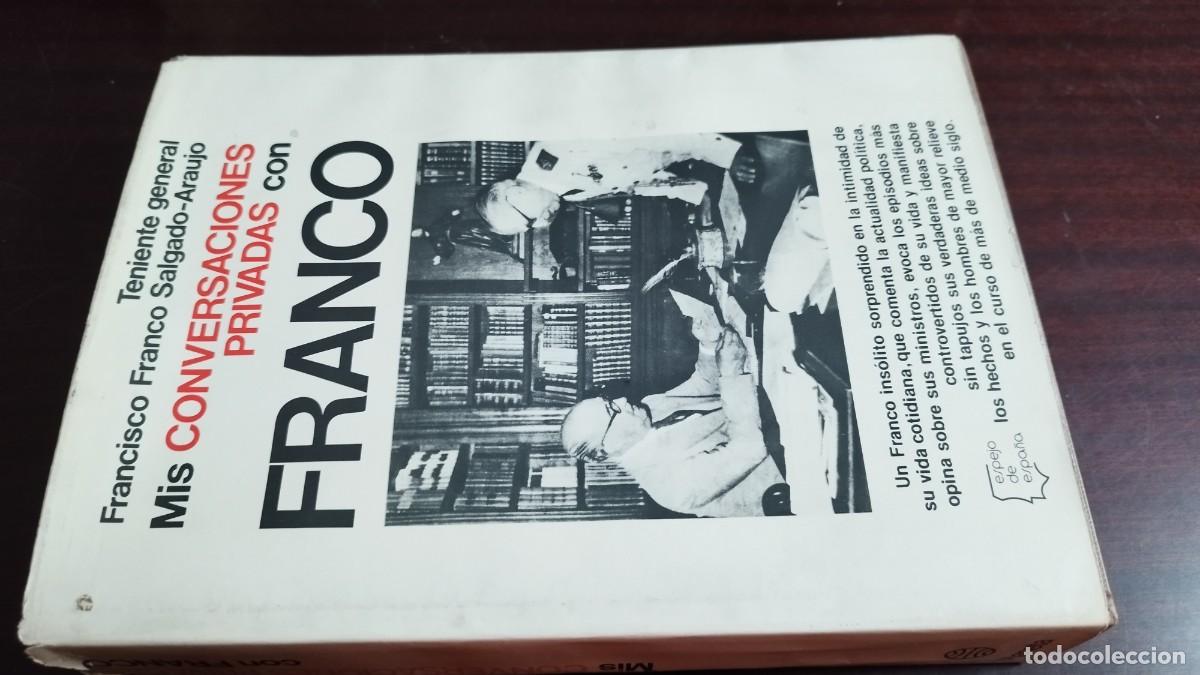 Teniente general
Francisco Franco Salgado-Araujo
Mis CONVERSACIONES
PRIVADAS con
FRANCO
Un Franco insólito sorprendido en la intimidad de
su vida cotidiana, que comenta la actualidad política,
opina sobre sus ministros, evoca los episodios más
controvertidos de su vida y manifiesta
sin tapujos sus verdaderas ideas sobre
los hechos y los hombres de mayor relieve
en el curso de más de medio siglo.
espejo
de
españa
Mis
con FRANCO
todocoleccion